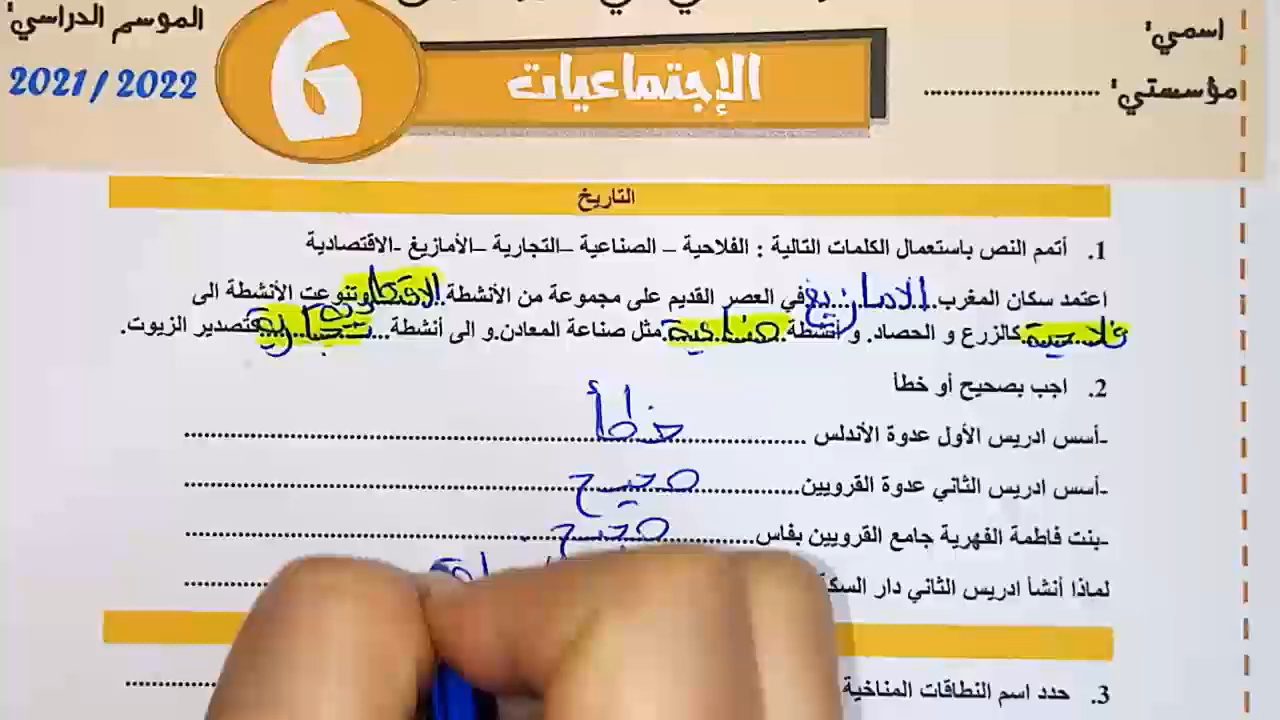 اسمي:
مؤسستي: ........................
الإجتماعيات
6
الموسم الدراسي:
2021/2022
التاريخ
1. أتمم النص باستعمال الكلمات التالية : الفلاحية – الصناعية –التجارية –الأمازيغ -الاقتصادية
اعتمد سكان المغرب..الامازيغ..في العصر القديم على مجموعة من الأنشطة..الاقتصادية وتنوعت الأنشطة الى
فلاحية.كالزرع و الحصاد. و أنشطة..صناعية..مثل صناعة المعادن.و الى أنشطة...تجارية...كتصدير الزيوت.
2. اجب بصحيح أو خطأ
-أسس ادريس الأول عدوة الأندلس ........خطأ........
-أسس ادريس الثاني عدوة القرويين........صحيح........
-بنت فاطمة الفهرية جامع القرويين بفاس........صحيح........
لماذا أنشأ ادريس الثاني دار السكة
3. حدد اسم النطاقات المناخية